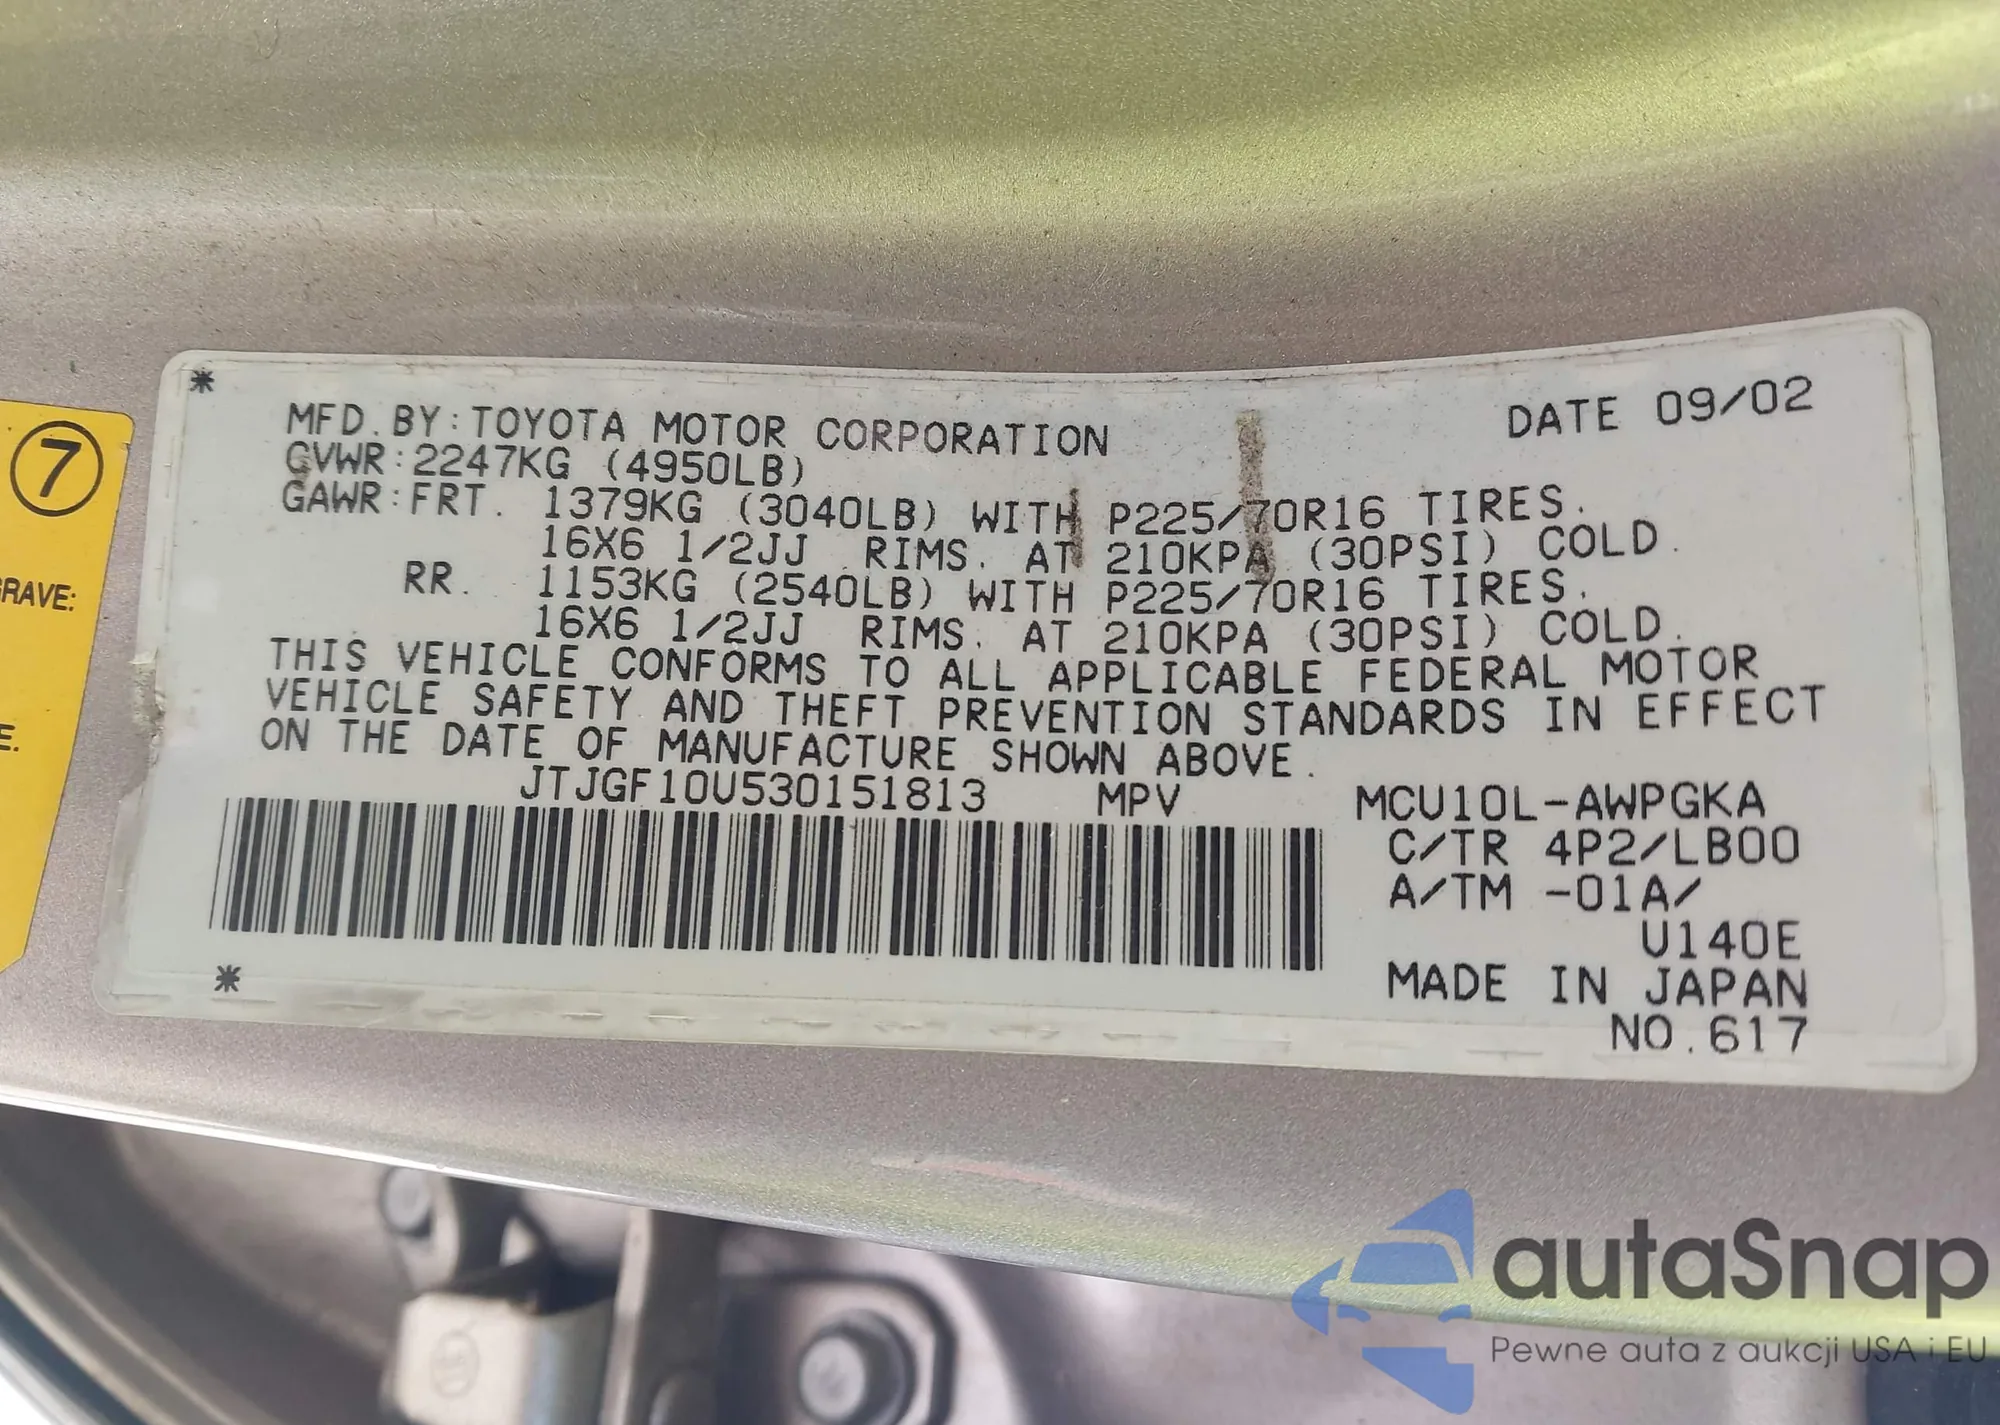 7
RAVE:
E.
MFD. BY: TOYOTA MOTOR CORPORATION DATE 09/02
GVWR: 2247KG (4950LB)
GAWR: FRT. 1379KG (3040LB) WITH P225/70R16 TIRES.
16X6 1/2JJ RIMS. AT 210KPA (30PSI) COLD.
RR. 1153KG (2540LB) WITH P225/70R16 TIRES.
16X6 1/2JJ RIMS. AT 210KPA (30PSI) COLD.
THIS VEHICLE CONFORMS TO ALL APPLICABLE FEDERAL MOTOR
VEHICLE SAFETY AND THEFT PREVENTION STANDARDS IN EFFECT
ON THE DATE OF MANUFACTURE SHOWN ABOVE.
JTJGF10U530151813 MPV MCU10L-AWPGKA
C/TR 4P2/LB00
A/TM -01A/
U140E
MADE IN JAPAN
NO.617
autaSnap
Pewne auta z aukcji USA i EU